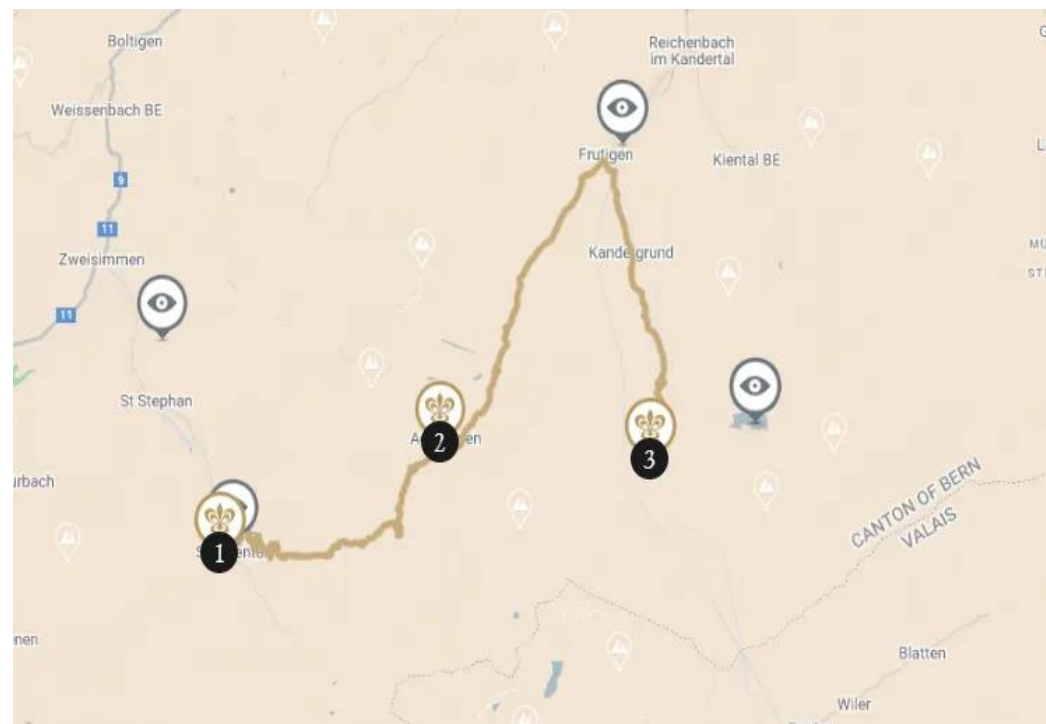 Boltigen
Reichenbach
im Kandertal
Weissenbach BE
Frutigen
Kiental BE
9
11
Zweisimmen
Kandergrund
11
St Stephan
2
3
1
CANTON OF BERN
VALAIS
Blatten
Wiler